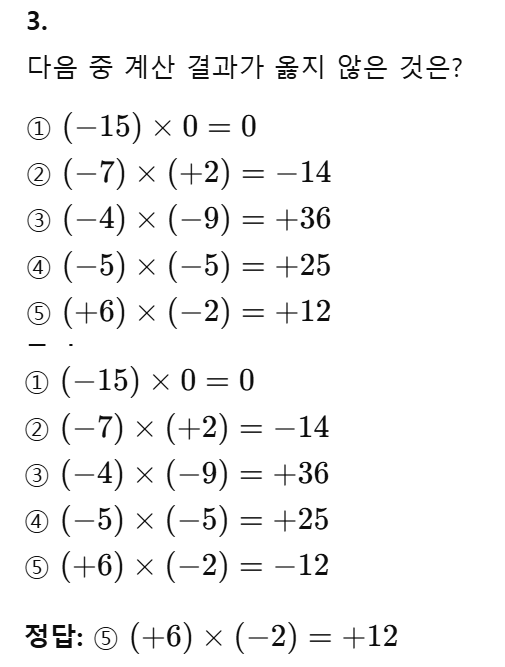 3.
다음 중 계산 결과가 옳지 않은 것은?
① (−15) × 0 = 0
② (−7) × (+2) = −14
③ (−4) × (−9) = +36
④ (−5) × (−5) = +25
⑤ (+6) × (−2) = +12
① (−15) × 0 = 0
② (−7) × (+2) = −14
③ (−4) × (−9) = +36
④ (−5) × (−5) = +25
⑤ (+6) × (−2) = −12
정답: ⑤ (+6) × (−2) = +12